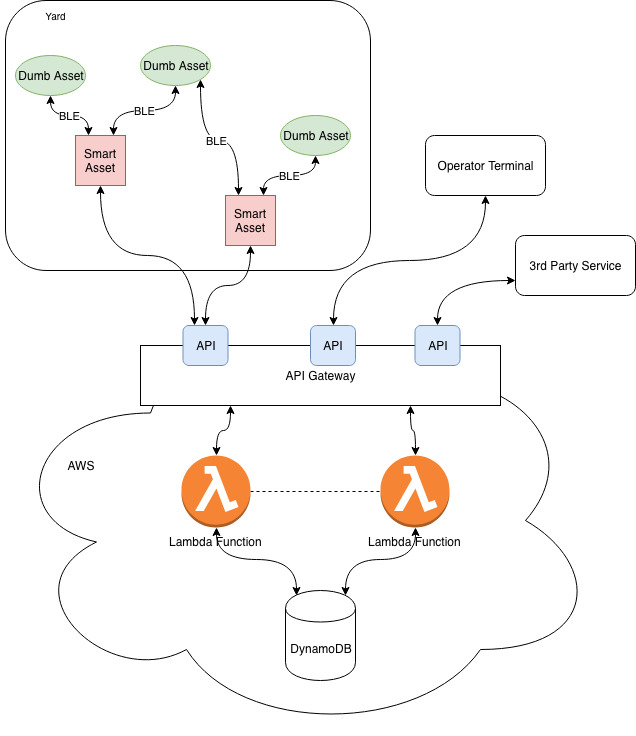 Yard
Dumb Asset
Dumb Asset
BLE
BLE
Dumb Asset
BLE
Smart
Asset
BLE
Operator Terminal
Smart
Asset
3rd Party Service
API
API
API
API Gateway
AWS
Lambda Function
Lambda Function
DynamoDB